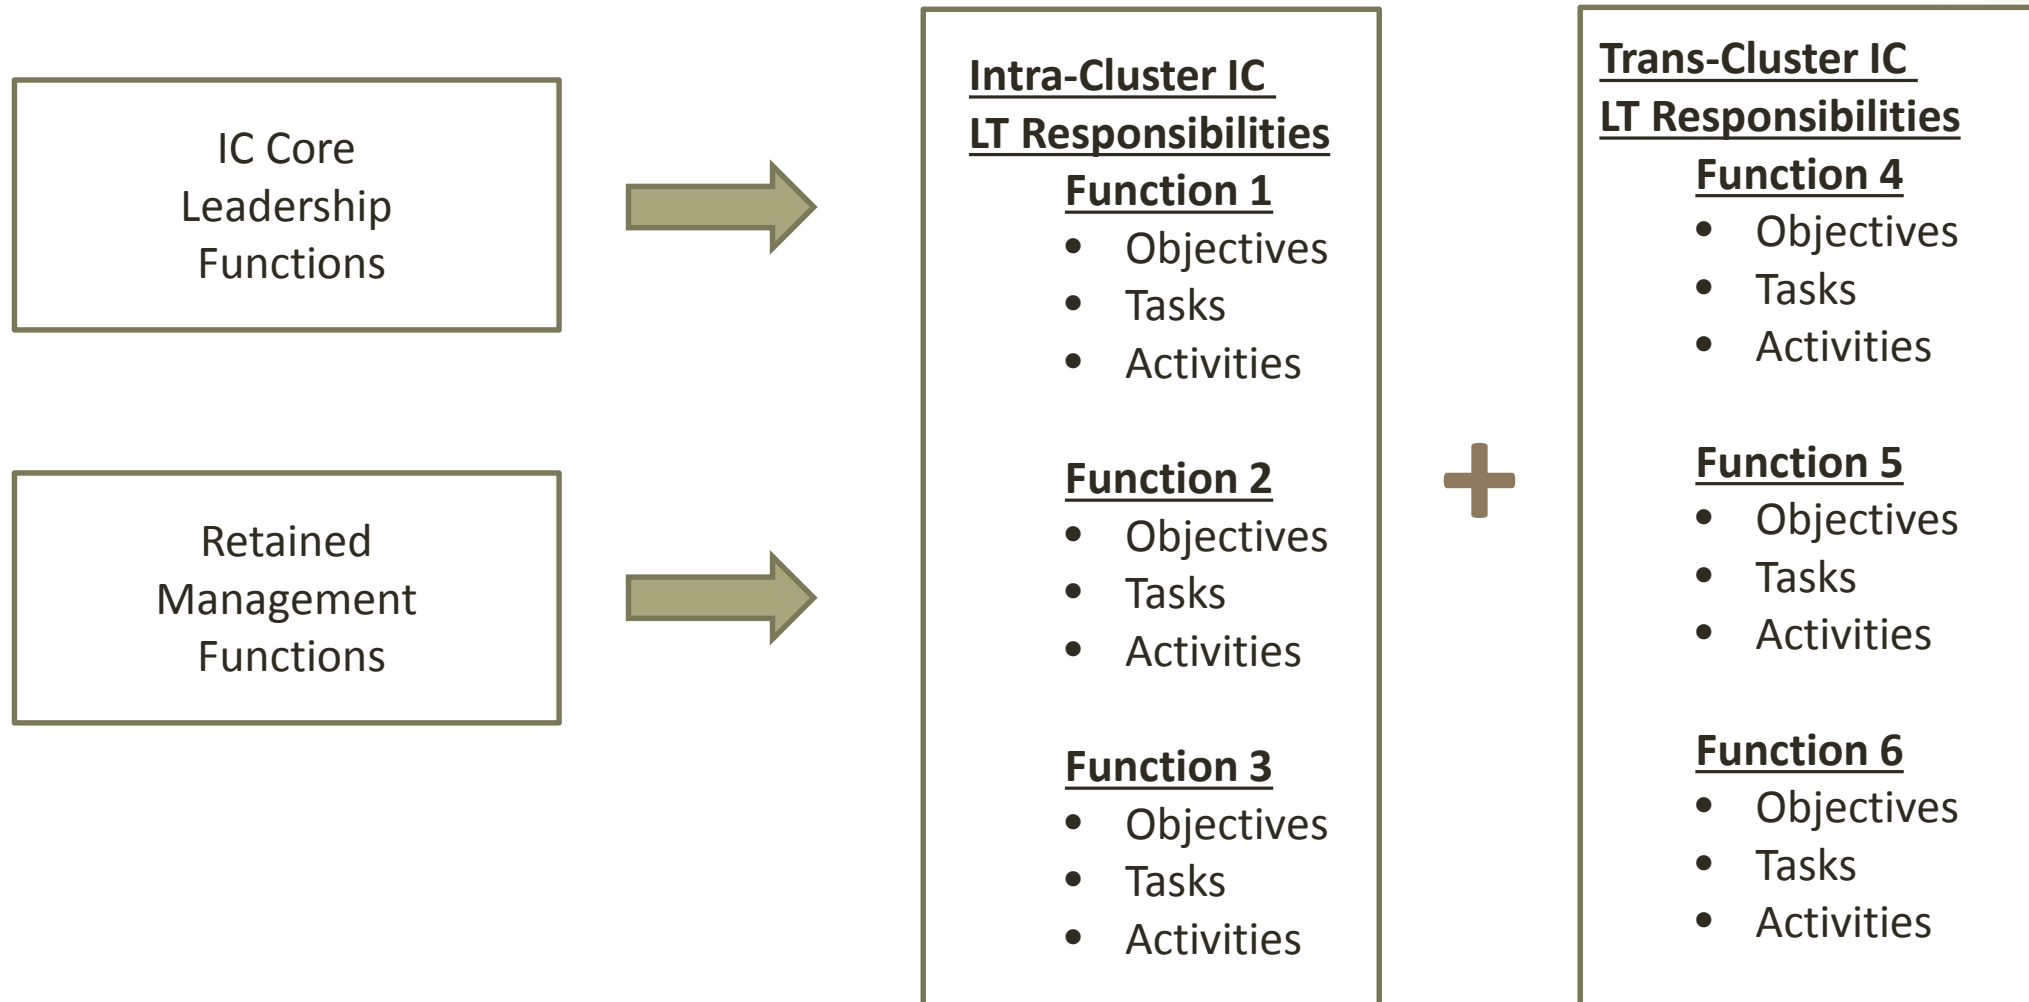 IC Core
Leadership
Functions
Retained
Management
Functions
Intra-Cluster IC
LT Responsibilities
Function 1
• Objectives
• Tasks
• Activities
Function 2
• Objectives
• Tasks
• Activities
Function 3
• Objectives
• Tasks
• Activities
+
Trans-Cluster IC
LT Responsibilities
Function 4
• Objectives
• Tasks
• Activities
Function 5
• Objectives
• Tasks
• Activities
Function 6
• Objectives
• Tasks
• Activities